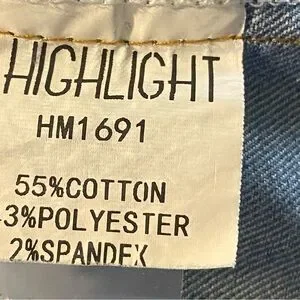 HIGHLIGHT
HM1691
55%COTTON
3%POLYESTER
2%SPANDEX